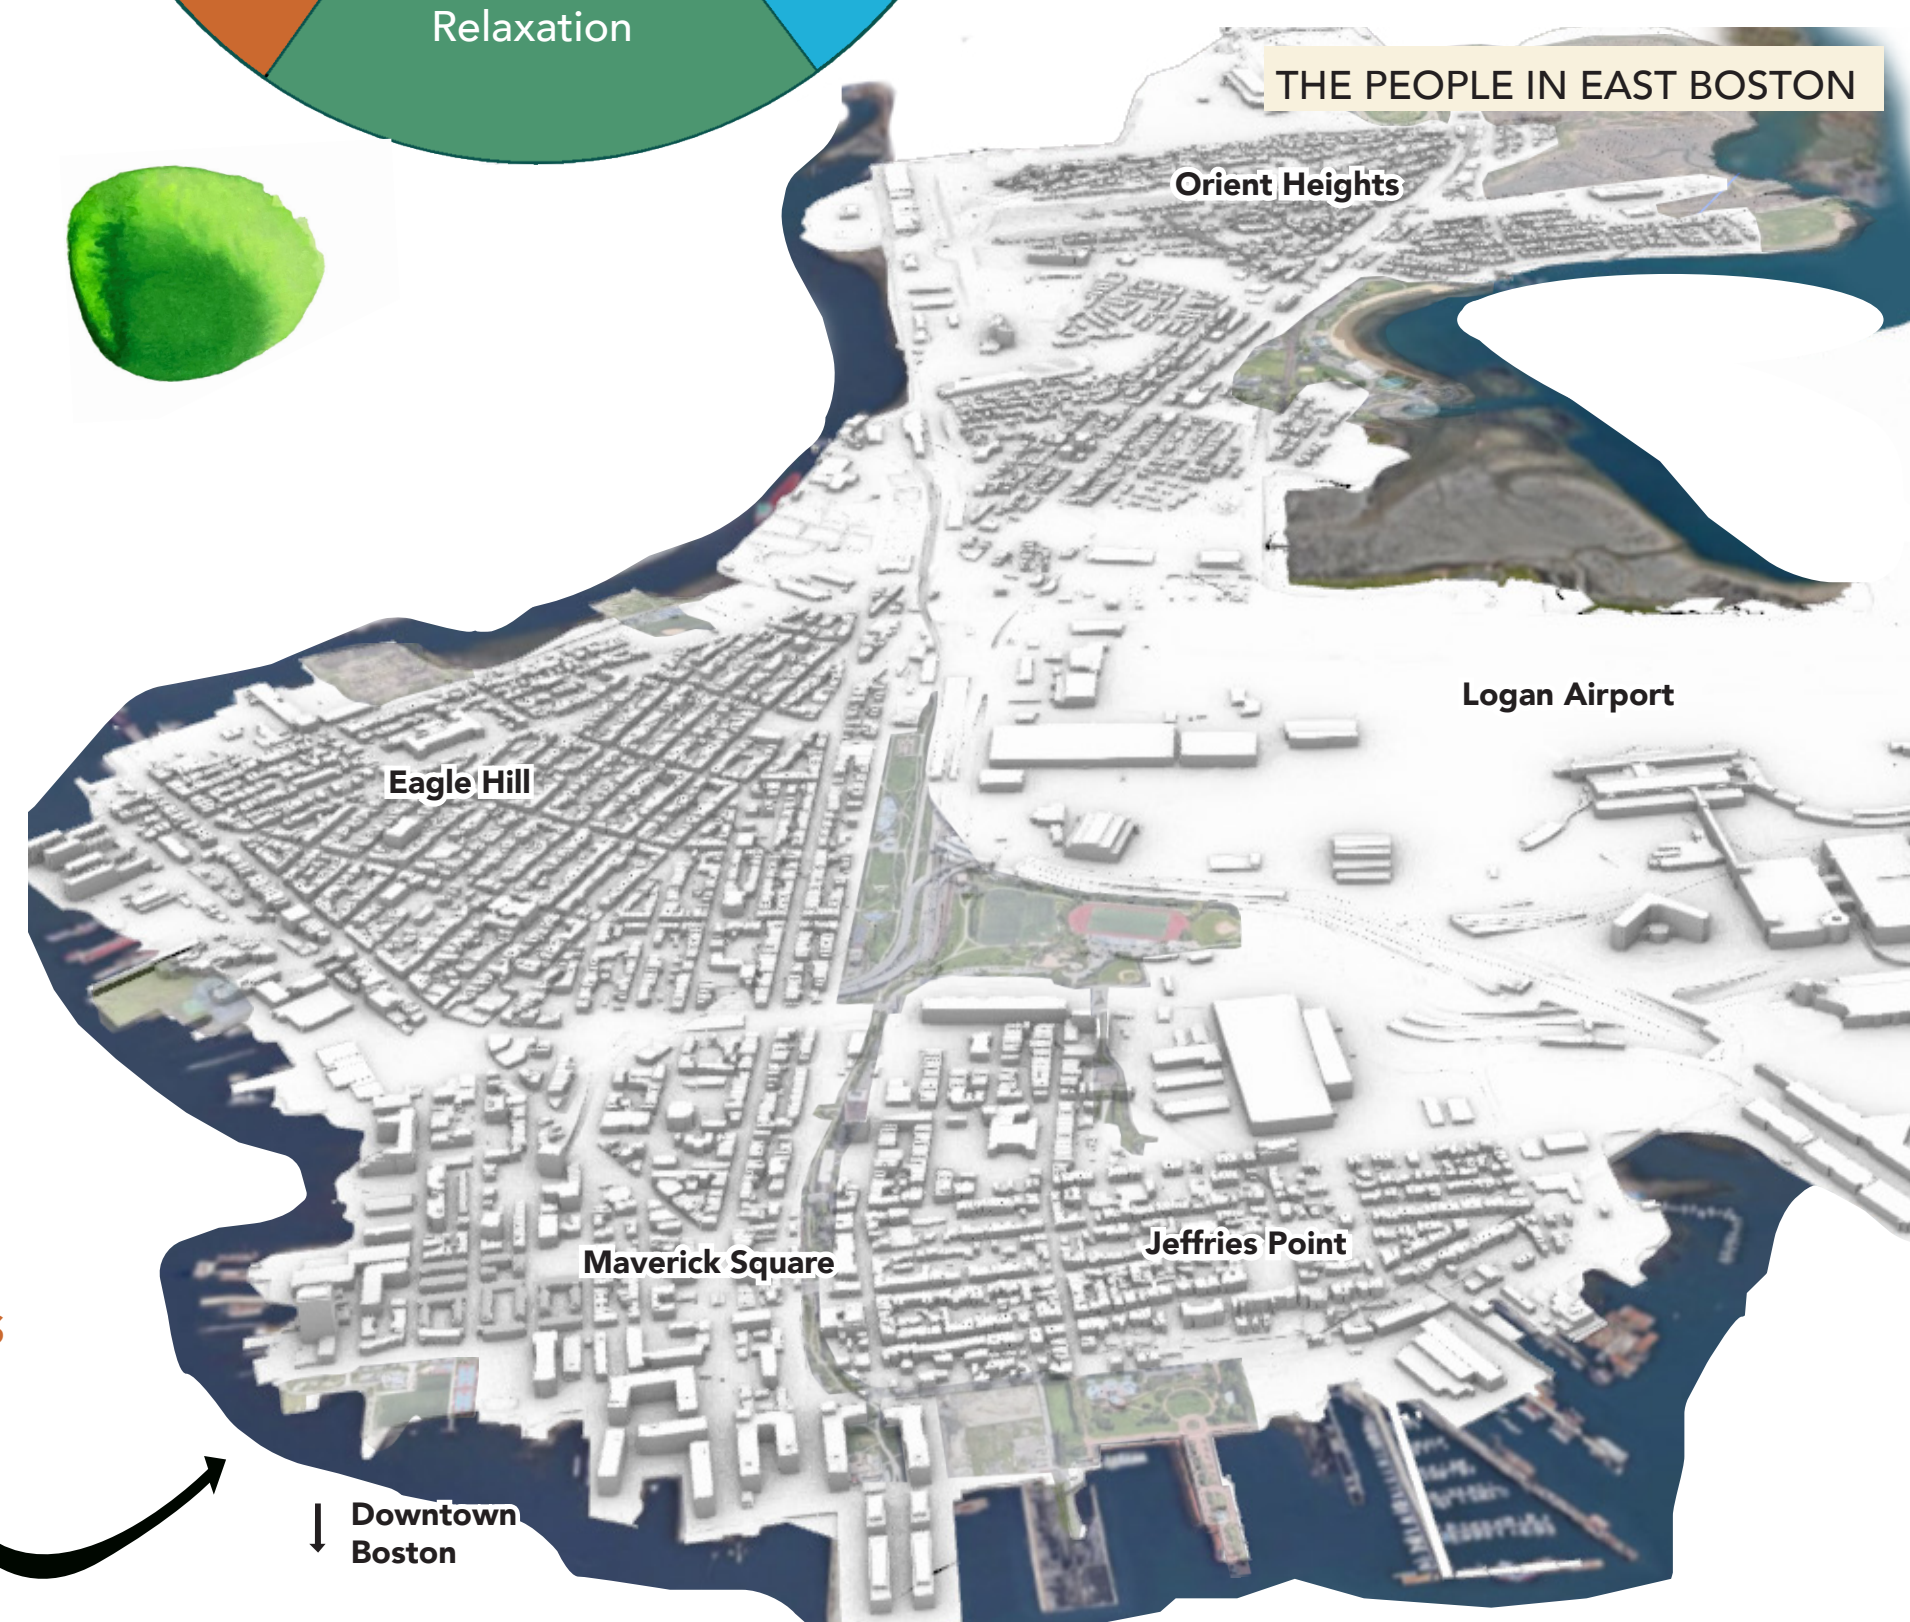 Relaxation
THE PEOPLE IN EAST BOSTON
Orient Heights
Logan Airport
Eagle Hill
Jeffries Point
Maverick Square
Downtown
Boston